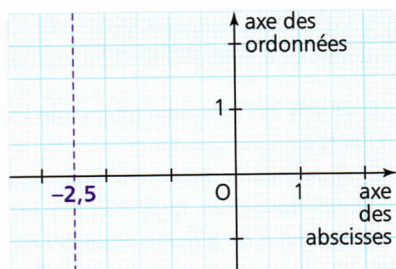 axe des
ordonnées
1
–2,5
O
1
axe
des
abscisses